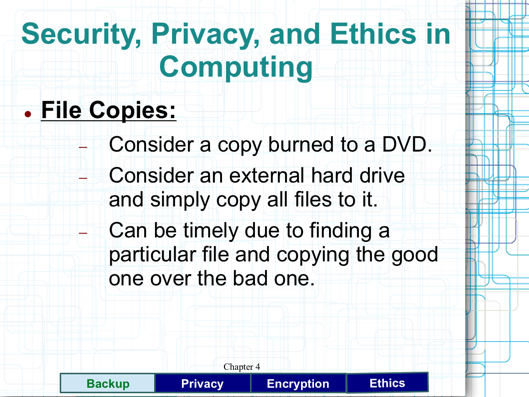 Security, Privacy, and Ethics in
Computing
● File Copies:
– Consider a copy burned to a DVD.
– Consider an external hard drive
and simply copy all files to it.
– Can be timely due to finding a
particular file and copying the good
one over the bad one.
Chapter 4
Backup Privacy Encryption Ethics